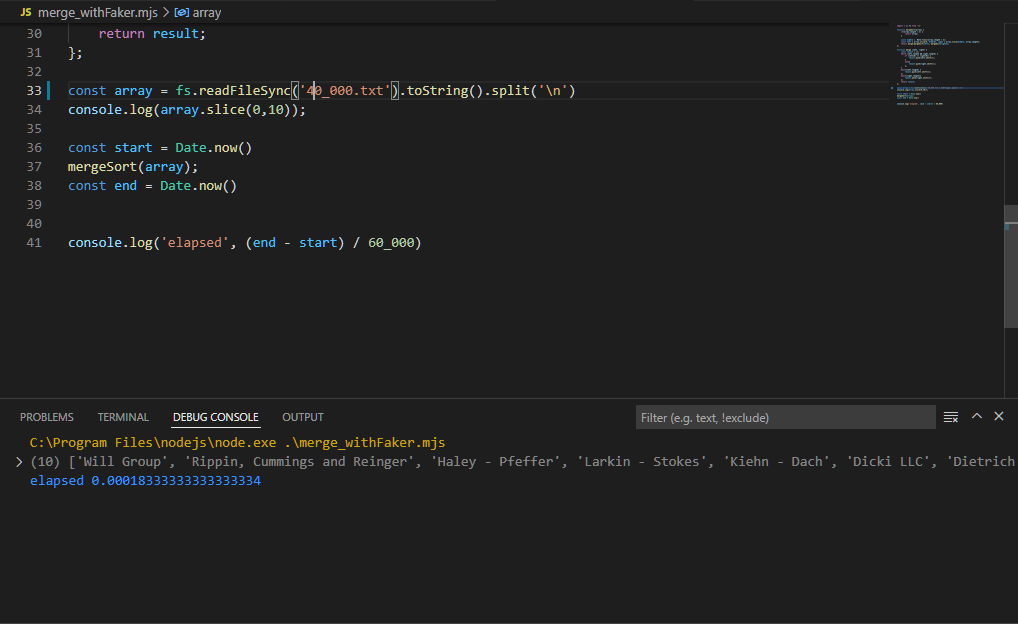 JS merge_withFaker.mjs > array
30 return result;
31 };
32
33 const array = fs.readFileSync('40_000.txt').toString().split('\n')
34 console.log(array.slice(0,10));
35
36 const start = Date.now()
37 mergeSort(array);
38 const end = Date.now()
39
40
41 console.log('elapsed', (end - start) / 60_000)
PROBLEMS TERMINAL DEBUG CONSOLE OUTPUT Filter (e.g. text, !exclude)
C:\Program Files\nodejs\node.exe .\merge_withFaker.mjs
> (10) ['Will Group', 'Rippin, Cummings and Reinger', 'Haley - Pfeffer', 'Larkin - Stokes', 'Kiehn - Dach', 'Dicki LLC', 'Dietrich
elapsed 0.00018333333333333334